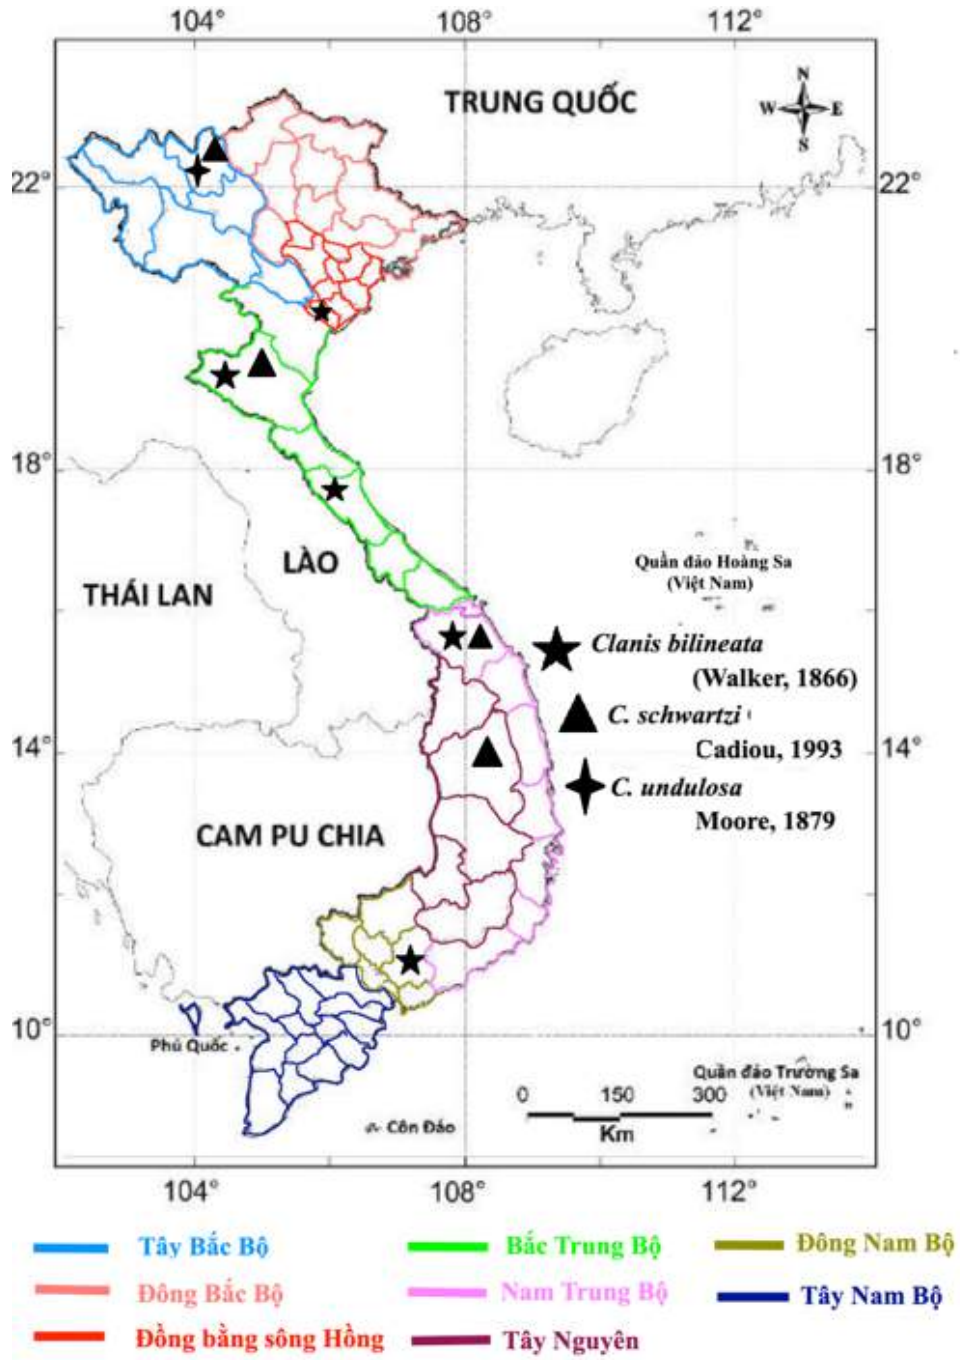 104° 108° 112°
TRUNG QUỐC
N
W E
S
22° 22°
18° 18°
LÀO
THÁI LAN
Quần đảo Hoàng Sa
(Việt Nam)
Clanis bilineata
(Walker, 1866)
C. schwartzi
Cadiou, 1993
14° 14°
C. undulosa
Moore, 1879
CAM PU CHIA
10° 10°
Phú Quốc
Quần đảo Trường Sa
(Việt Nam)
0 150 300
Km
Côn Đảo
104° 108° 112°
Tây Bắc Bộ
Bắc Trung Bộ
Đông Nam Bộ
Đông Bắc Bộ
Nam Trung Bộ
Tây Nam Bộ
Đồng bằng sông Hồng
Tây Nguyên